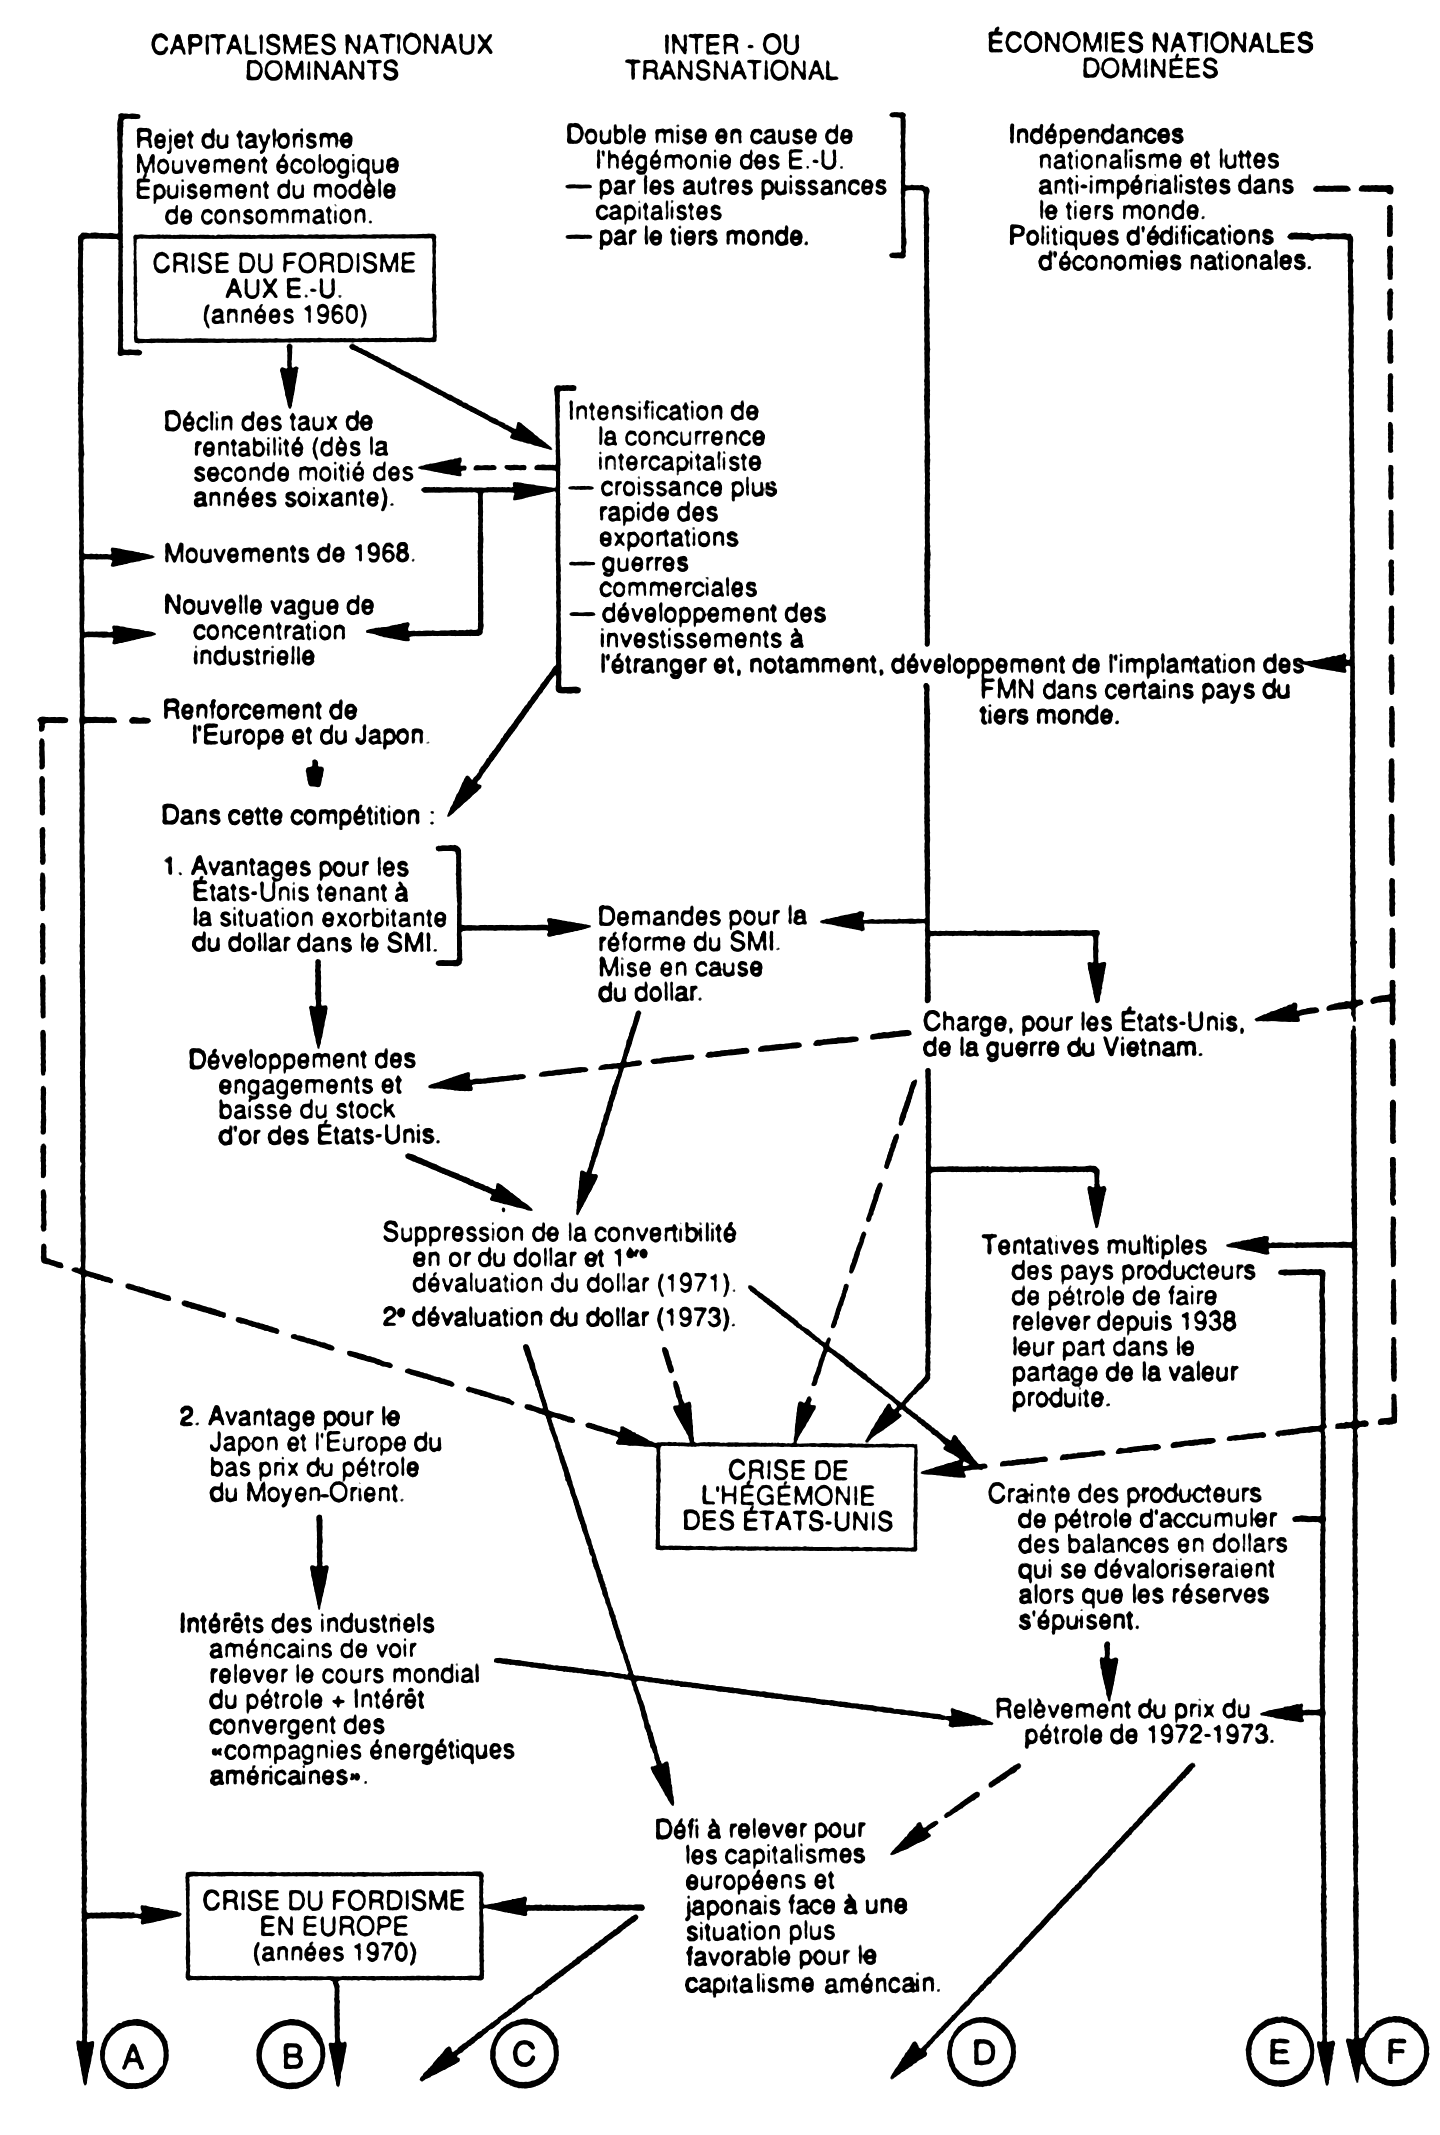 CAPITALISMES NATIONAUX
DOMINANTS
INTER - OU
TRANSNATIONAL
ÉCONOMIES NATIONALES
DOMINÉES
Rejet du taylorisme
Mouvement écologique
Épuisement du modèle
de consommation.
CRISE DU FORDISME
AUX E.-U.
(années 1960)
Double mise en cause de
l'hégémonie des E.-U.
— par les autres puissances
capitalistes
— par le tiers monde.
Indépendances
nationalisme et luttes
anti-impérialistes dans
le tiers monde.
Politiques d'édifications
d'économies nationales.
Déclin des taux de
rentabilité (dès la
seconde moitié des
années soixante).
Mouvements de 1968.
Nouvelle vague de
concentration
industrielle
Intensification de
la concurrence
intercapitaliste
— croissance plus
rapide des
exportations
— guerres
commerciales
— développement des
investissements à
l'étranger et, notamment, développement de l'implantation des
FMN dans certains pays du
tiers monde.
Renforcement de
l'Europe et du Japon.
Dans cette compétition :
1. Avantages pour les
États-Unis tenant à
la situation exorbitante
du dollar dans le SMI.
Demandes pour la
réforme du SMI.
Mise en cause
du dollar.
Charge, pour les États-Unis,
de la guerre du Vietnam.
Développement des
engagements et
baisse du stock
d'or des États-Unis.
Suppression de la convertibilité
en or du dollar et 1ère
dévaluation du dollar (1971).
2e dévaluation du dollar (1973).
Tentatives multiples
des pays producteurs
de pétrole de faire
relever depuis 1938
leur part dans le
partage de la valeur
produite.
2. Avantage pour le
Japon et l'Europe du
bas prix du pétrole
du Moyen-Orient.
CRISE DE
L'HÉGÉMONIE
DES ÉTATS-UNIS
Crainte des producteurs
de pétrole d'accumuler
des balances en dollars
qui se dévaloriseraient
alors que les réserves
s'épuisent.
Intérêts des industriels
américains de voir
relever le cours mondial
du pétrole + Intérêt
convergent des
«compagnies énergétiques
américaines».
Relèvement du prix du
pétrole de 1972-1973.
Défi à relever pour
les capitalismes
européens et
japonais face à une
situation plus
favorable pour le
capitalisme américain.
CRISE DU FORDISME
EN EUROPE
(années 1970)
A
B
C
D
E
F